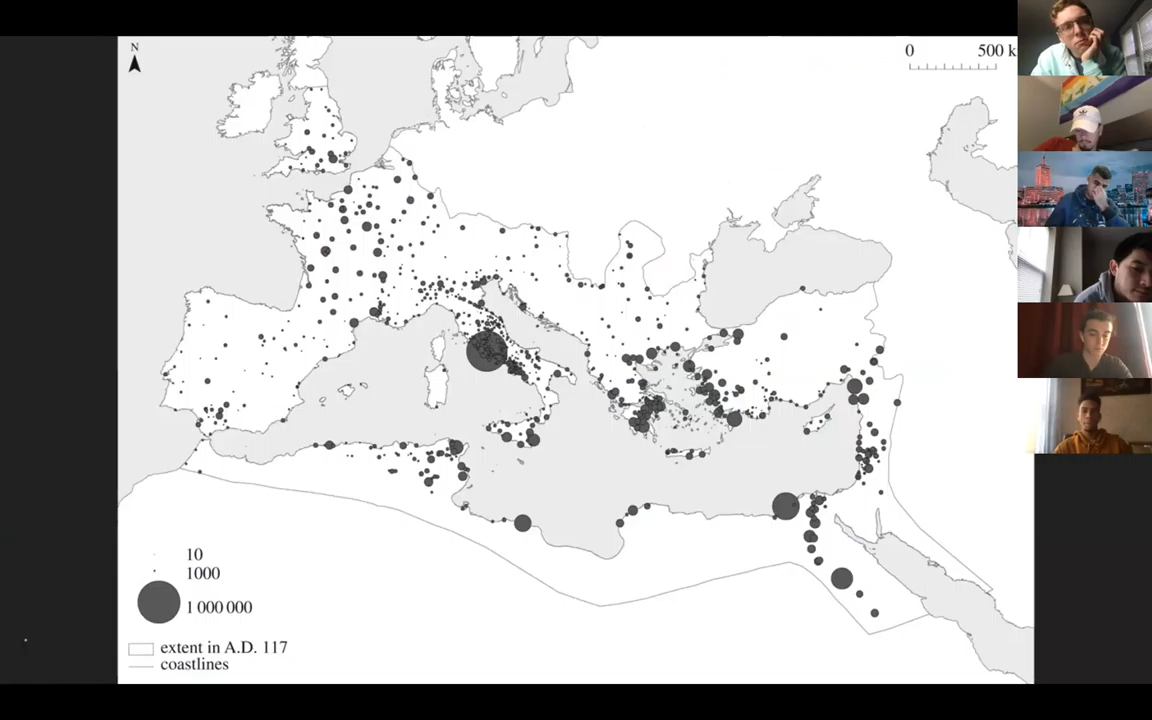 N
0 500 k
10
1000
1 000 000
extent in A.D. 117
coastlines